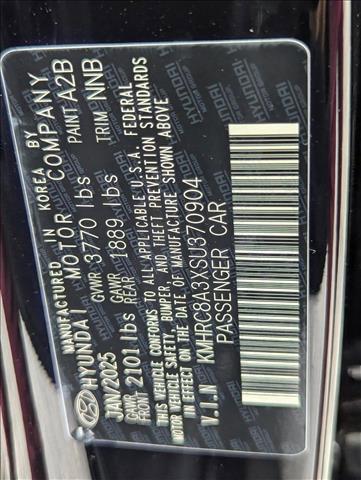 HYUNDAI MANUFACTURED IN KOREA BY
MOTOR COMPANY
JAN/2025 GVWR 3770 lbs PAINT A2B
GAWR FRONT 2101 lbs GAWR REAR 1889 lbs TRIM NNB
THIS VEHICLE CONFORMS TO ALL APPLICABLE U.S.A. FEDERAL
MOTOR VEHICLE SAFETY, BUMPER, AND THEFT PREVENTION STANDARDS
IN EFFECT ON THE DATE OF MANUFACTURE SHOWN ABOVE
V.I.N KMHRC8A3XSU370904
PASSENGER CAR